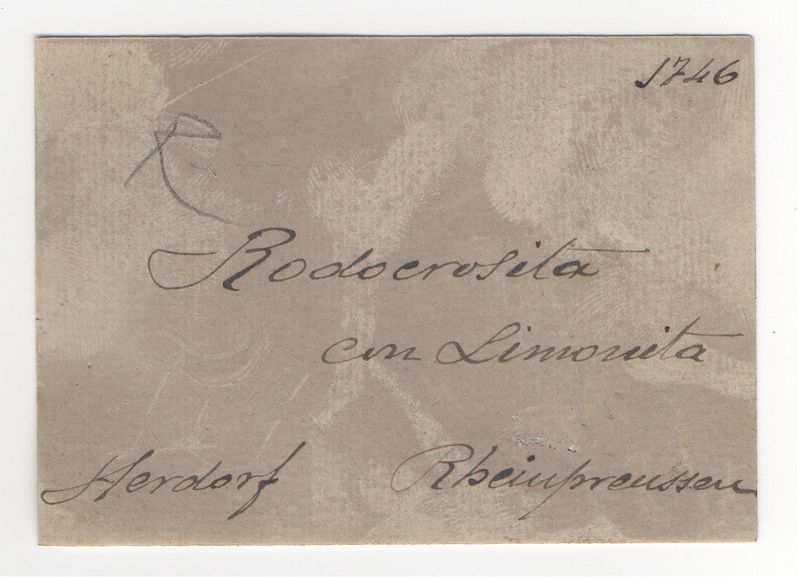 1746
R
Rodocrosita
con Limonita
Herdorf Rheinpreussen